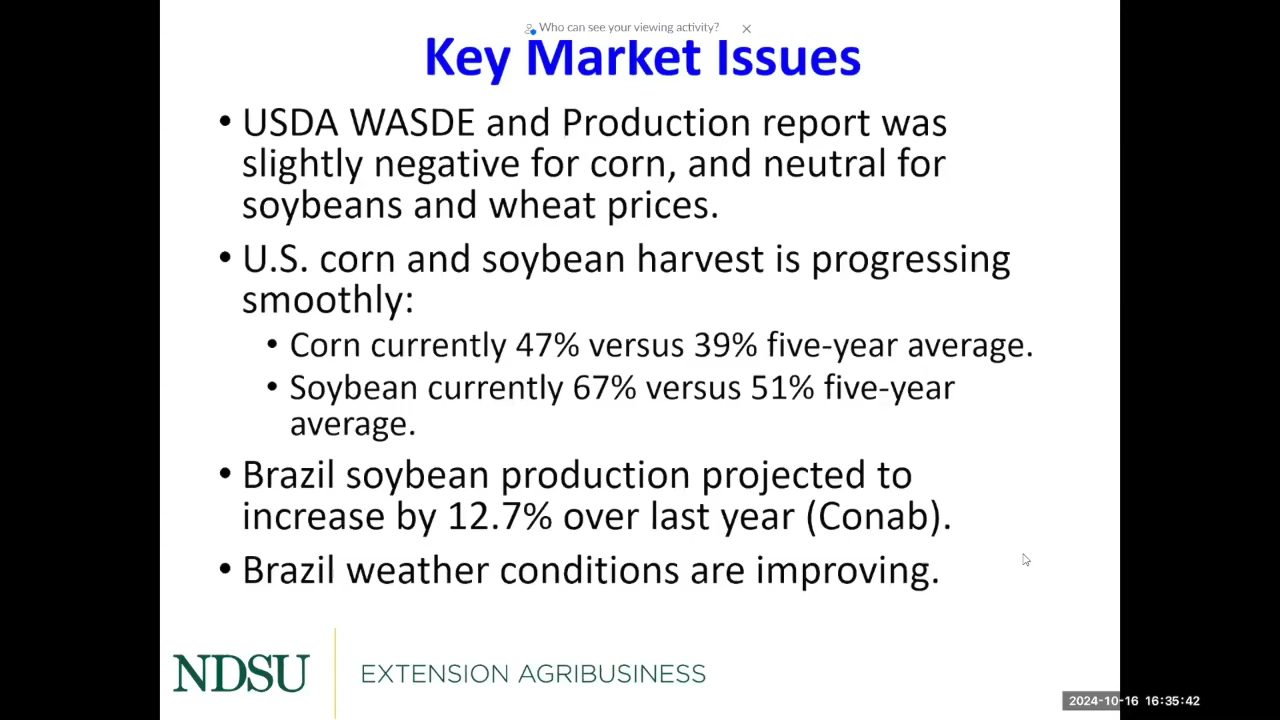 Who can see your viewing activity?
Key Market Issues
• USDA WASDE and Production report was
slightly negative for corn, and neutral for
soybeans and wheat prices.
• U.S. corn and soybean harvest is progressing
smoothly:
• Corn currently 47% versus 39% five-year average.
• Soybean currently 67% versus 51% five-year
average.
• Brazil soybean production projected to
increase by 12.7% over last year (Conab).
• Brazil weather conditions are improving.
NDSU EXTENSION AGRIBUSINESS
2024-10-16 16:35:42